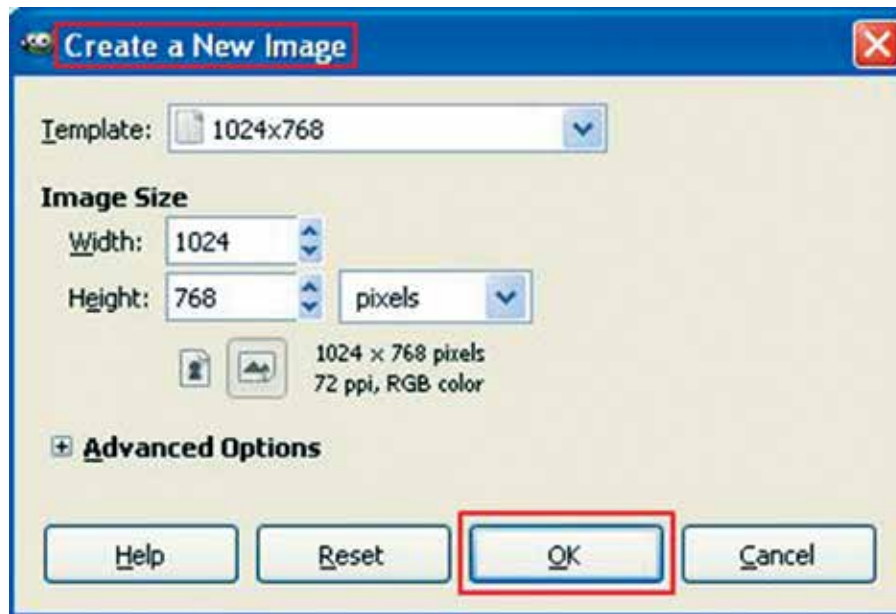 Create a New Image
Template: 1024x768
Image Size
Width: 1024
Height: 768 pixels
1024 × 768 pixels
72 ppi, RGB color
Advanced Options
Help Reset OK Cancel